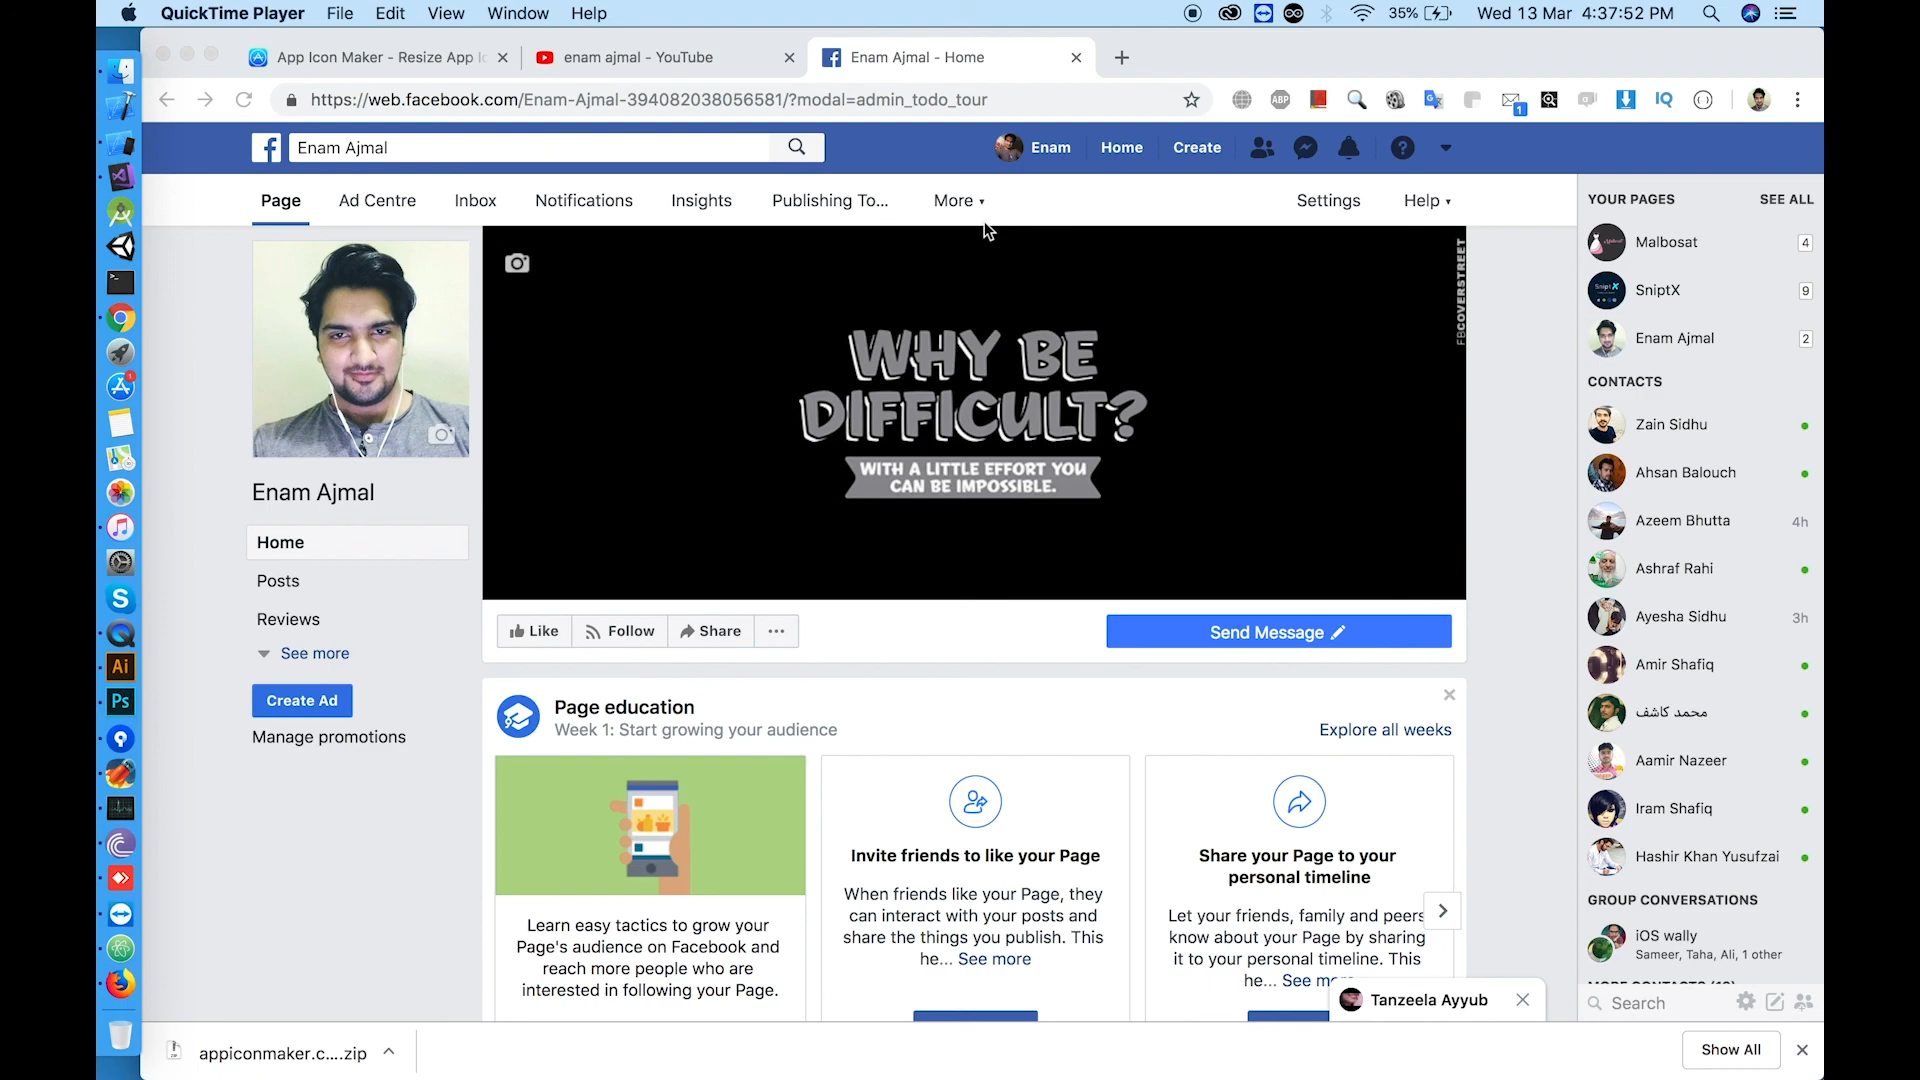 QuickTime Player File Edit View Window Help 35% Wed 13 Mar 4:37:52 PM
App Icon Maker - Resize App Ic enam ajmal - YouTube Enam Ajmal - Home
https://web.facebook.com/Enam-Ajmal-394082038056581/?modal=admin_todo_tour
ABP
IQ
1
Enam Ajmal
Enam Home Create
Page Ad Centre Inbox Notifications Insights Publishing To... More Settings Help
FBCOVERSTREET
WHY BE
DIFFICULT?
WITH A LITTLE EFFORT YOU
CAN BE IMPOSSIBLE.
Enam Ajmal
Home
Posts
Reviews
See more
Create Ad
Manage promotions
Like Follow Share
Send Message
Page education
Week 1: Start growing your audience
Explore all weeks
Learn easy tactics to grow your
Page's audience on Facebook and
reach more people who are
interested in following your Page.
Invite friends to like your Page
When friends like your Page, they
can interact with your posts and
share the things you publish. This
he... See more
Share your Page to your
personal timeline
Let your friends, family and peers
know about your Page by sharing
it to your personal timeline. This
he... See more
Tanzeela Ayyub
YOUR PAGES SEE ALL
Malbosat 4
SniptX 9
Enam Ajmal 2
CONTACTS
Zain Sidhu
Ahsan Balouch
Azeem Bhutta 4h
Ashraf Rahi
Ayesha Sidhu 3h
Amir Shafiq
محمد کاشف
Aamir Nazeer
Iram Shafiq
Hashir Khan Yusufzai
GROUP CONVERSATIONS
iOS wally
Sameer, Taha, Ali, 1 other
Search
S
Ai
Ps
1
appiconmaker.c....zip
Show All